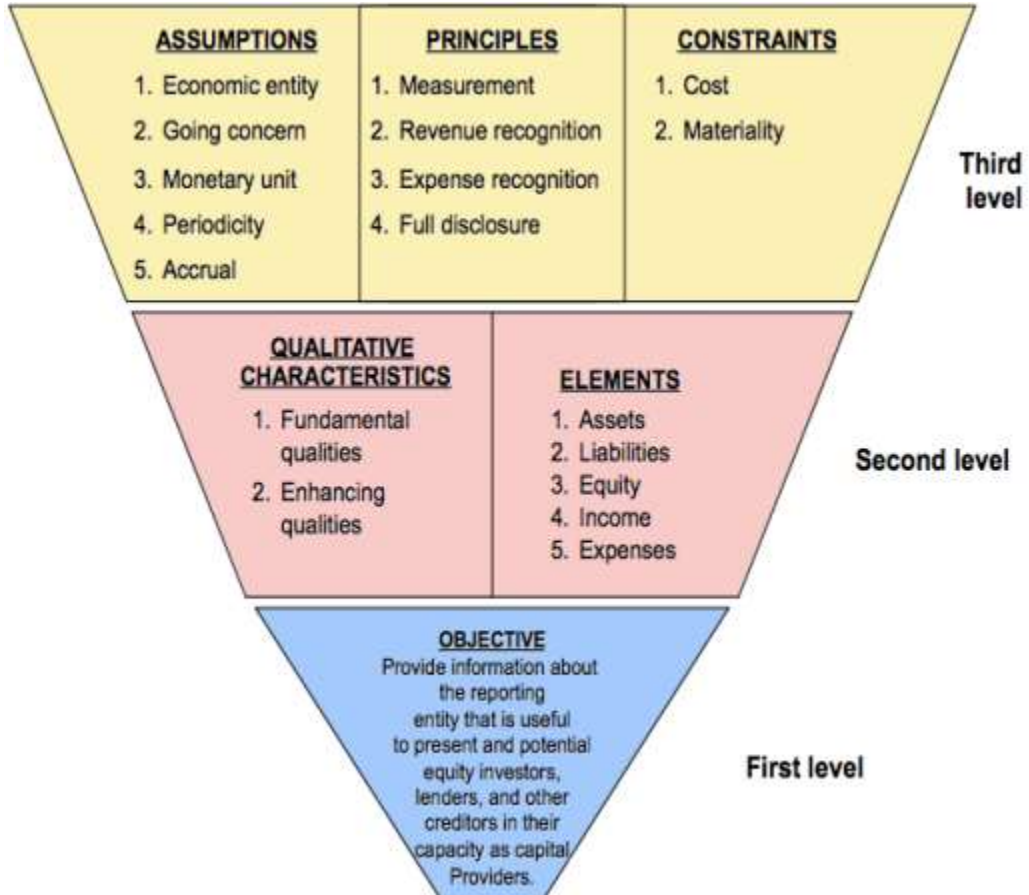 ASSUMPTIONS
1. Economic entity
2. Going concern
3. Monetary unit
4. Periodicity
5. Accrual
PRINCIPLES
1. Measurement
2. Revenue recognition
3. Expense recognition
4. Full disclosure
CONSTRAINTS
1. Cost
2. Materiality
Third
level
QUALITATIVE
CHARACTERISTICS
1. Fundamental
qualities
2. Enhancing
qualities
ELEMENTS
1. Assets
2. Liabilities
3. Equity
4. Income
5. Expenses
Second level
OBJECTIVE
Provide information about
the reporting
entity that is useful
to present and potential
equity investors,
lenders, and other
creditors in their
capacity as capital
Providers.
First level